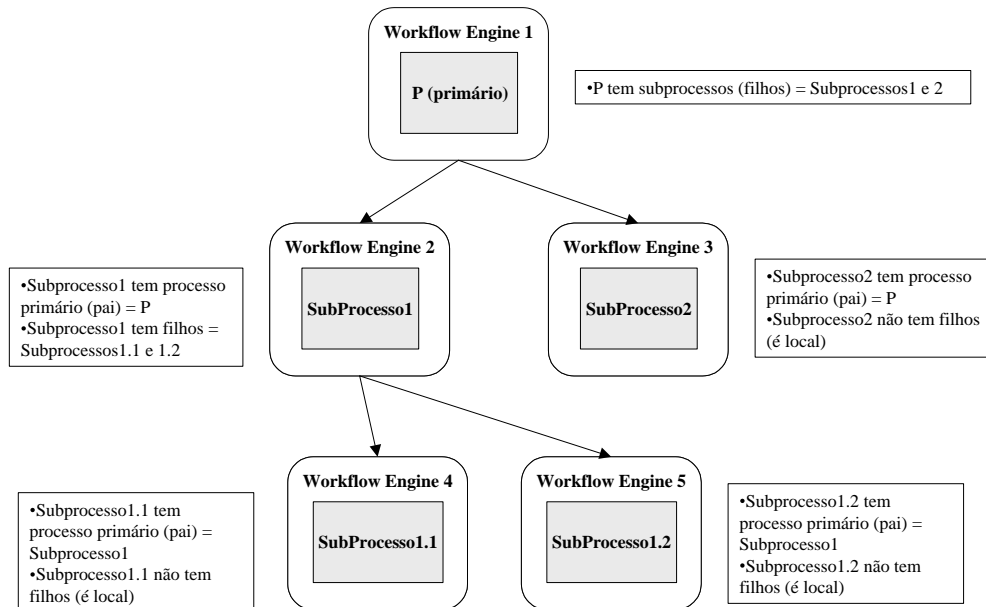 Workflow Engine 1
P (primário)
•P tem subprocessos (filhos) = Subprocessos1 e 2
Workflow Engine 2
SubProcesso1
Workflow Engine 3
SubProcesso2
•Subprocesso1 tem processo
primário (pai) = P
•Subprocesso1 tem filhos =
Subprocessos1.1 e 1.2
•Subprocesso2 tem processo
primário (pai) = P
•Subprocesso2 não tem filhos
(é local)
Workflow Engine 4
SubProcesso1.1
Workflow Engine 5
SubProcesso1.2
•Subprocesso1.1 tem
processo primário (pai) =
Subprocesso1
•Subprocesso1.1 não tem
filhos (é local)
•Subprocesso1.2 tem
processo primário (pai) =
Subprocesso1
•Subprocesso1.2 não tem
filhos (é local)